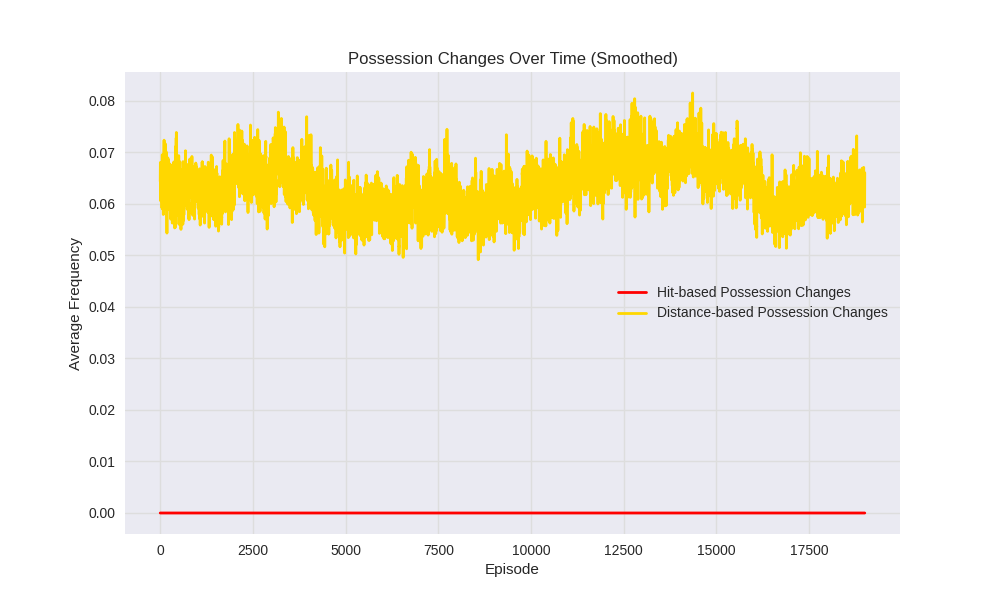 Possession Changes Over Time (Smoothed)
0.08
0.07
0.06
0.05
0.04
0.03
0.02
0.01
0.00
Average Frequency
Hit-based Possession Changes
Distance-based Possession Changes
0 2500 5000 7500 10000 12500 15000 17500
Episode